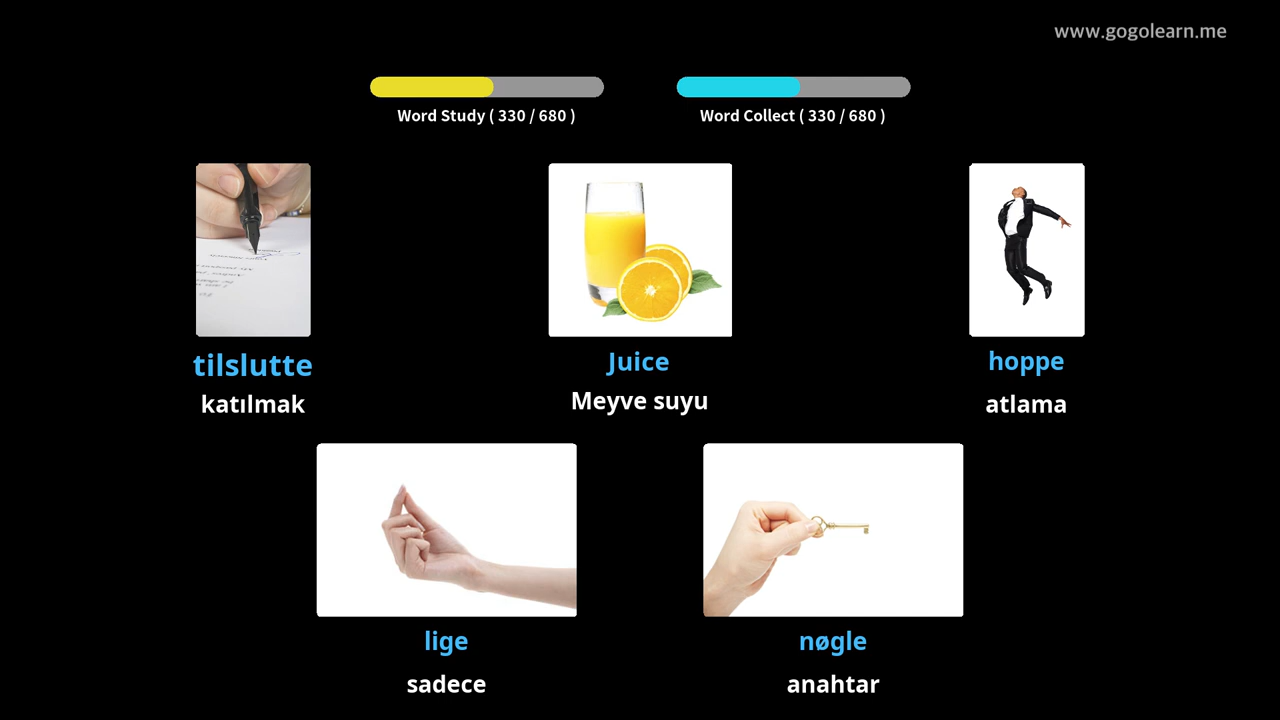 www.gogolearn.me
Word Study ( 330 / 680 )
Word Collect ( 330 / 680 )
tilslutte
katılmak
Juice
Meyve suyu
hoppe
atlama
lige
sadece
nøgle
anahtar